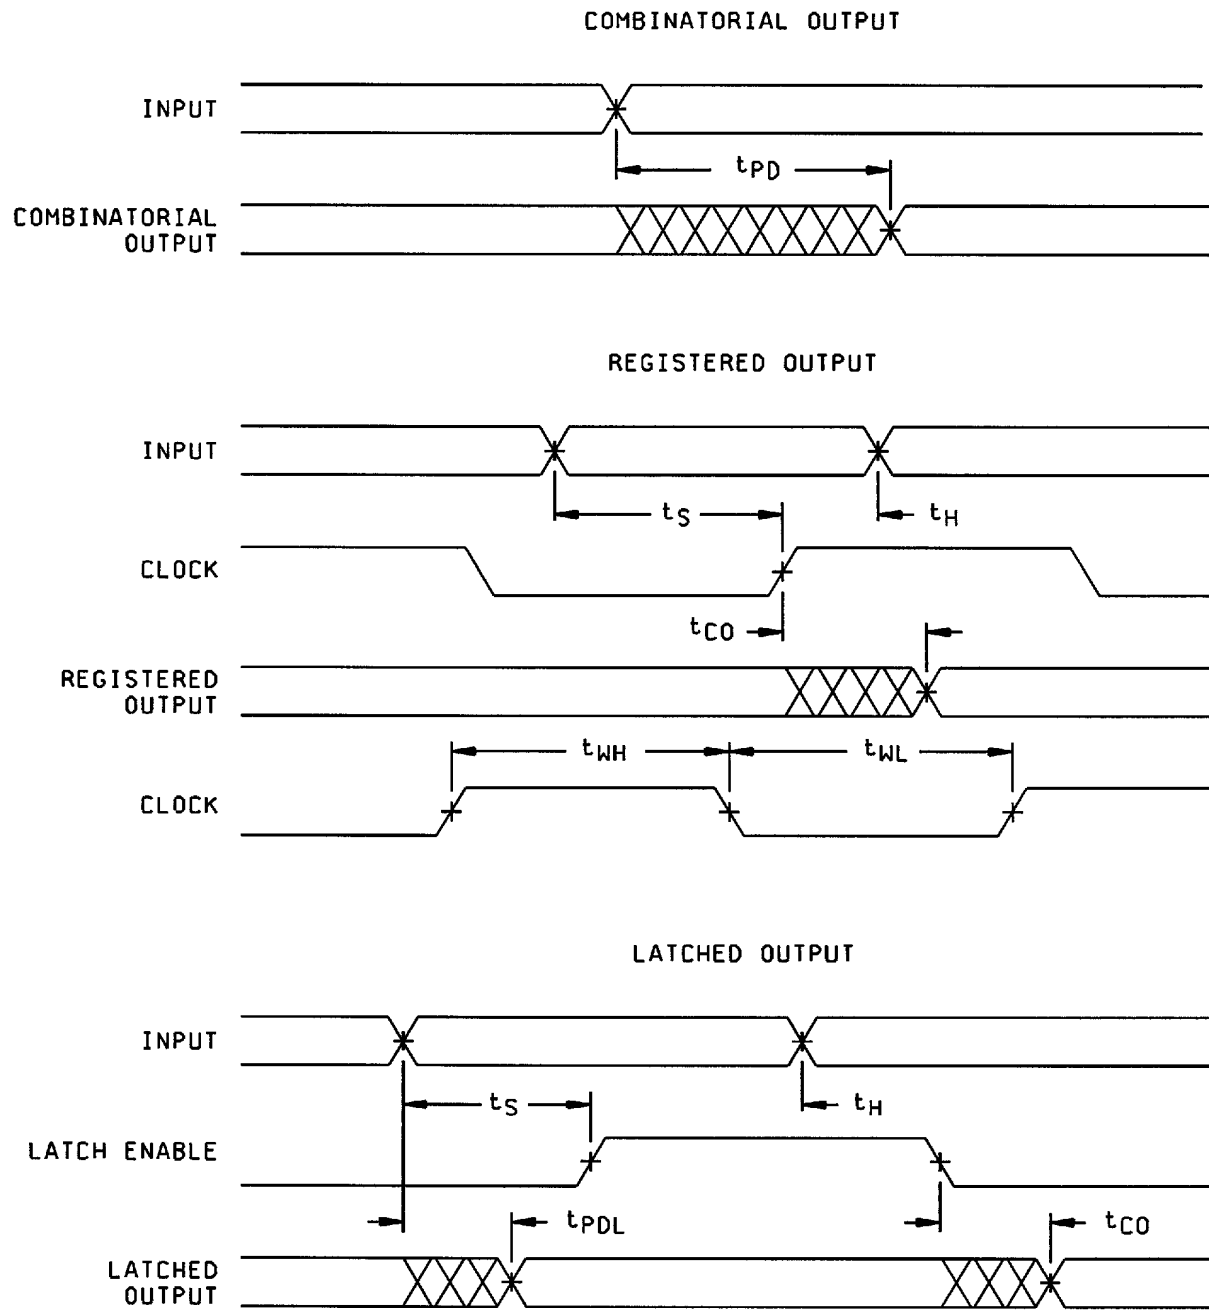 COMBINATORIAL OUTPUT
INPUT
tPD
COMBINATORIAL
OUTPUT
REGISTERED OUTPUT
INPUT
tS
tH
CLOCK
tCO
REGISTERED
OUTPUT
tWH
tWL
CLOCK
LATCHED OUTPUT
INPUT
tS
tH
LATCH ENABLE
tPDL
tCO
LATCHED
OUTPUT